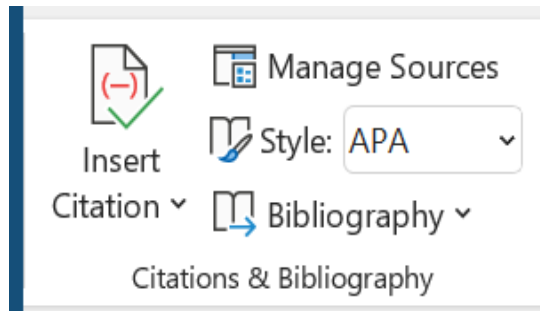 Insert
Citation
Manage Sources
Style: APA
Bibliography
Citations & Bibliography